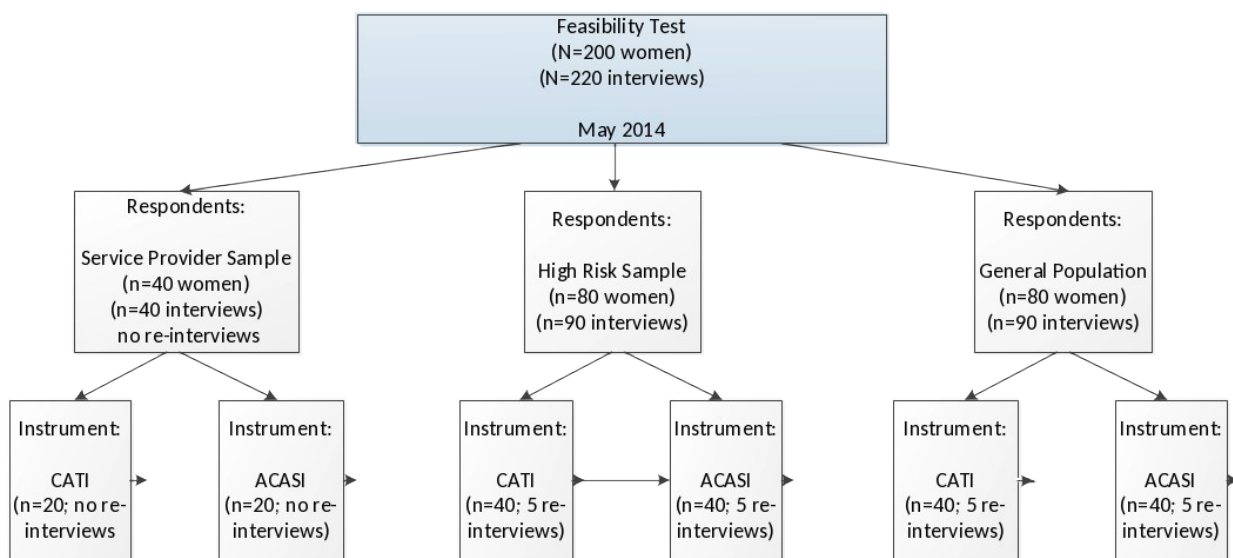 Feasibility Test
(N=200 women)
(N=220 interviews)
May 2014
Respondents:
Service Provider Sample
(n=40 women)
(n=40 interviews)
no re-interviews
Respondents:
High Risk Sample
(n=80 women)
(n=90 interviews)
Respondents:
General Population
(n=80 women)
(n=90 interviews)
Instrument:
CATI
(n=20; no re-
interviews
Instrument:
ACASI
(n=20; no re-
interviews)
Instrument:
CATI
(n=40; 5 re-
interviews)
Instrument:
ACASI
(n=40; 5 re-
interviews)
Instrument:
CATI
(n=40; 5 re-
interviews)
Instrument:
ACASI
(n=40; 5 re-
interviews)